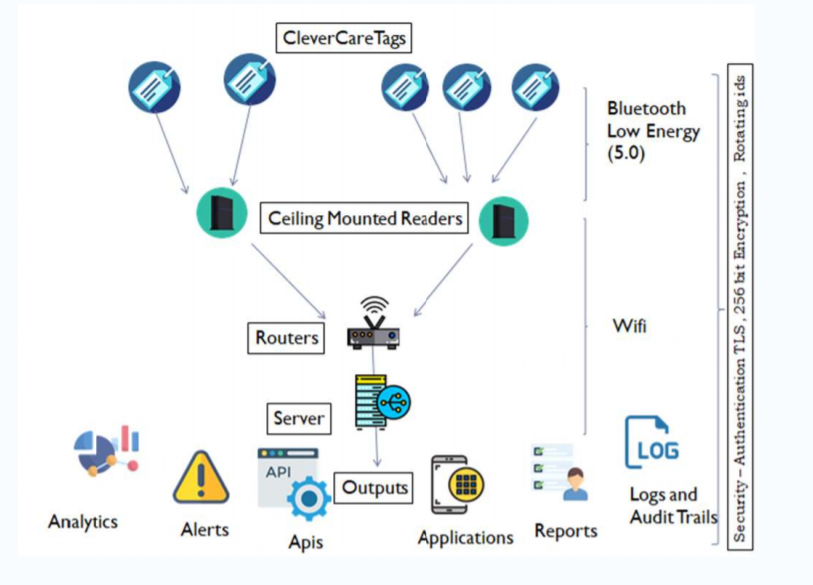 CleverCareTags
Bluetooth
Low Energy
(5.0)
Ceiling Mounted Readers
Routers
Wifi
Server
API
LOG
Outputs
Analytics
Alerts
Apis
Applications
Reports
Logs and
Audit Trails
Security – Authentication TLS , 256 bit Encryption , Rotating ids